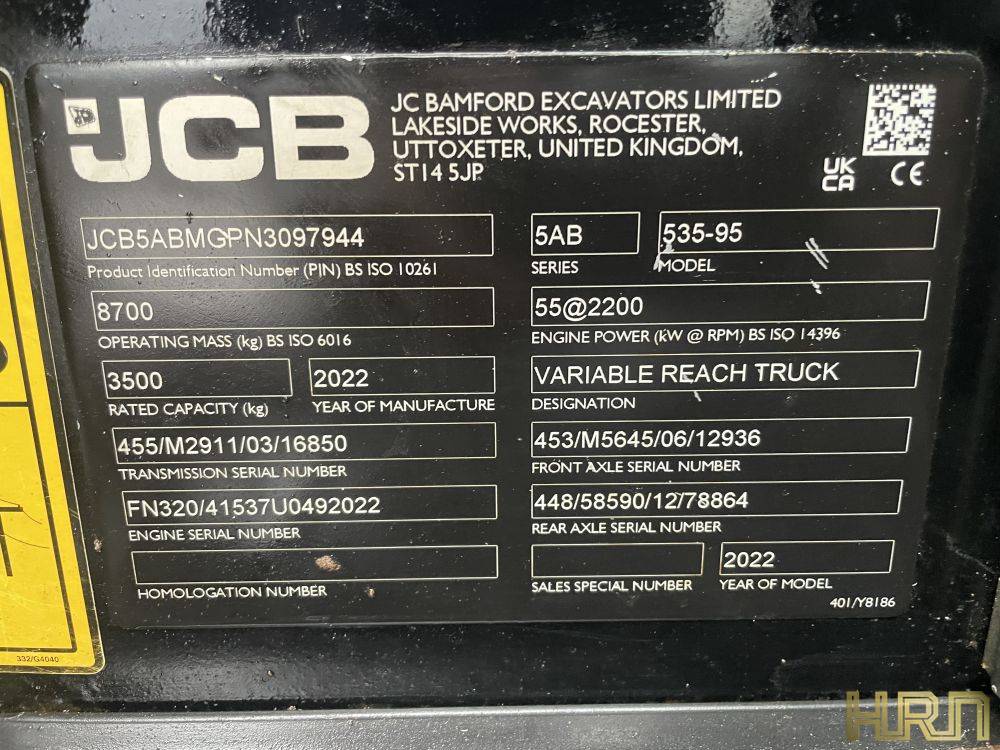 JCB
JC BAMFORD EXCAVATORS LIMITED
LAKESIDE WORKS, ROCESTER,
UTTOXETER, UNITED KINGDOM,
ST14 5JP
UK
CA
CE
JCB5ABMGPN3097944
Product Identification Number (PIN) BS ISO 10261
5AB
SERIES
535-95
MODEL
8700
OPERATING MASS (kg) BS ISO 6016
55@2200
ENGINE POWER (kW @ RPM) BS ISO 14396
3500
RATED CAPACITY (kg)
2022
YEAR OF MANUFACTURE
VARIABLE REACH TRUCK
DESIGNATION
455/M2911/03/16850
TRANSMISSION SERIAL NUMBER
453/M5645/06/12936
FRONT AXLE SERIAL NUMBER
FN320/41537U0492022
ENGINE SERIAL NUMBER
448/58590/12/78864
REAR AXLE SERIAL NUMBER
HOMOLOGATION NUMBER
SALES SPECIAL NUMBER
2022
YEAR OF MODEL
401/Y8186
332/G4040
HRN